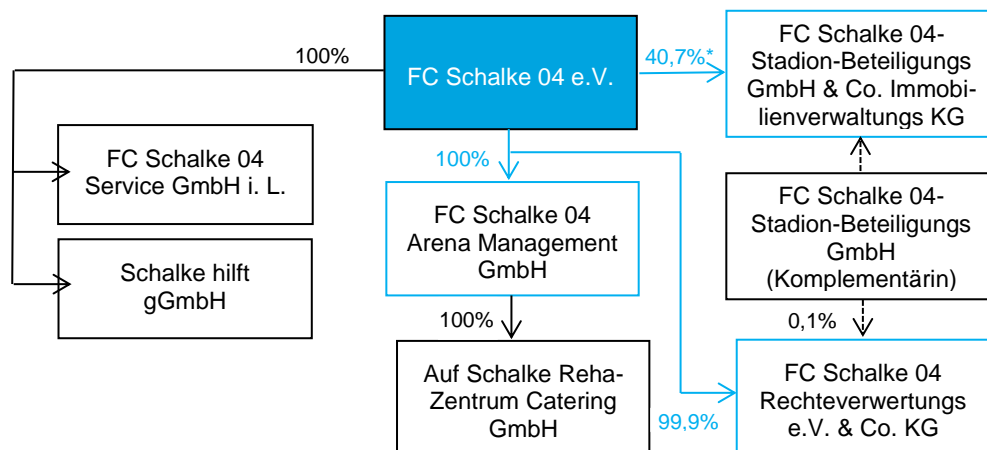 100%
FC Schalke 04 e.V.
40,7%*
FC Schalke 04-
Stadion-Beteiligungs
GmbH & Co. Immobi-
lienverwaltungs KG
FC Schalke 04
Service GmbH i. L.
100%
FC Schalke 04
Arena Management
GmbH
FC Schalke 04-
Stadion-Beteiligungs
GmbH
(Komplementärin)
Schalke hilft
gGmbH
100%
0,1%
Auf Schalke Reha-
Zentrum Catering
GmbH
99,9%
FC Schalke 04
Rechteverwertungs
e.V. & Co. KG